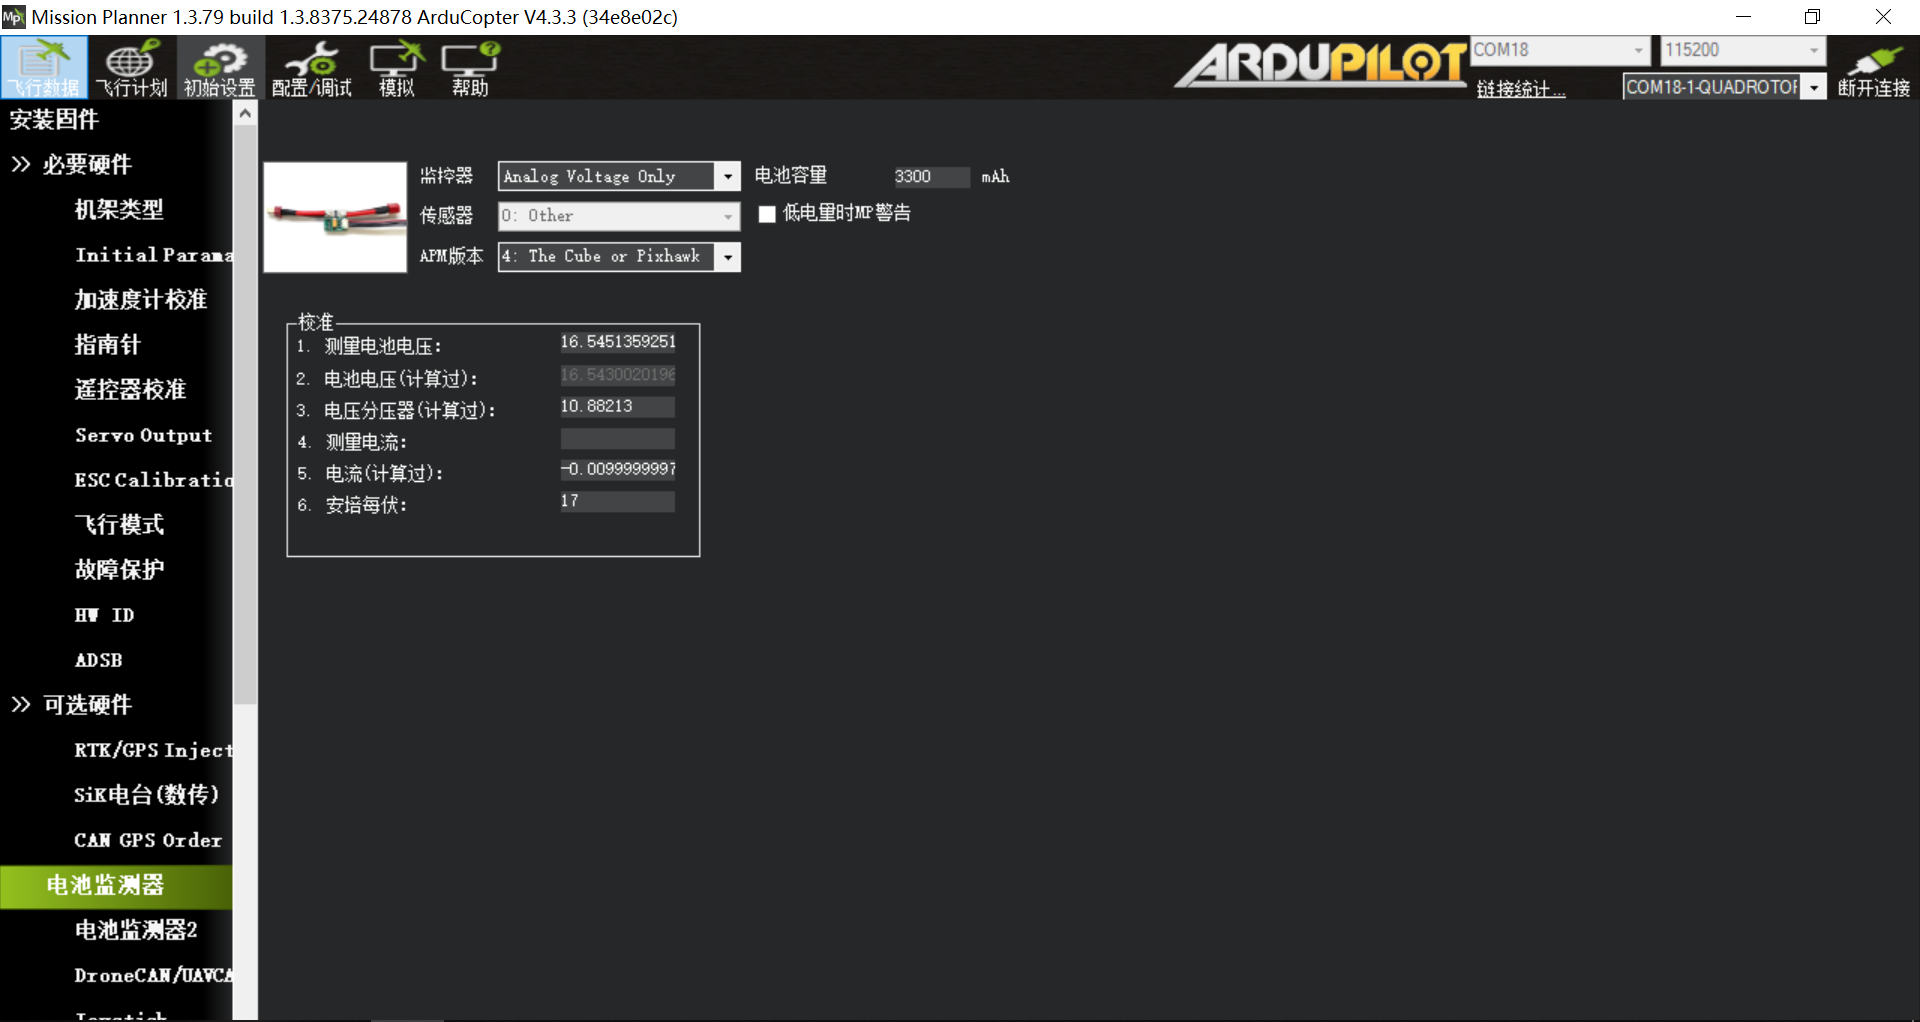 Mp Mission Planner 1.3.79 build 1.3.8375.24878 ArduCopter V4.3.3 (34e8e02c)
飞行数据 飞行计划 初始设置 配置/调试 模拟 帮助
ARDUPILOT
COM18 115200
链接统计... COM18-1-QUADROTOR 断开连接
安装固件
>> 必要硬件
机架类型
Initial Parama
加速度计校准
指南针
遥控器校准
Servo Output
ESC Calibratio
飞行模式
故障保护
HW ID
ADSB
>> 可选硬件
RTK/GPS Inject
SiK电台(数传)
CAN GPS Order
电池监测器
电池监测器2
DroneCAN/UAVCA
Joystick
监控器 Analog Voltage Only 电池容量 3300 mAh
传感器 0: Other 低电量时MP警告
APM版本 4: The Cube or Pixhawk
校准
1. 测量电池电压: 16.5451359251
2. 电池电压(计算过): 16.5430020196
3. 电压分压器(计算过): 10.88213
4. 测量电流:
5. 电流(计算过): -0.0099999997
6. 安培每伏: 17